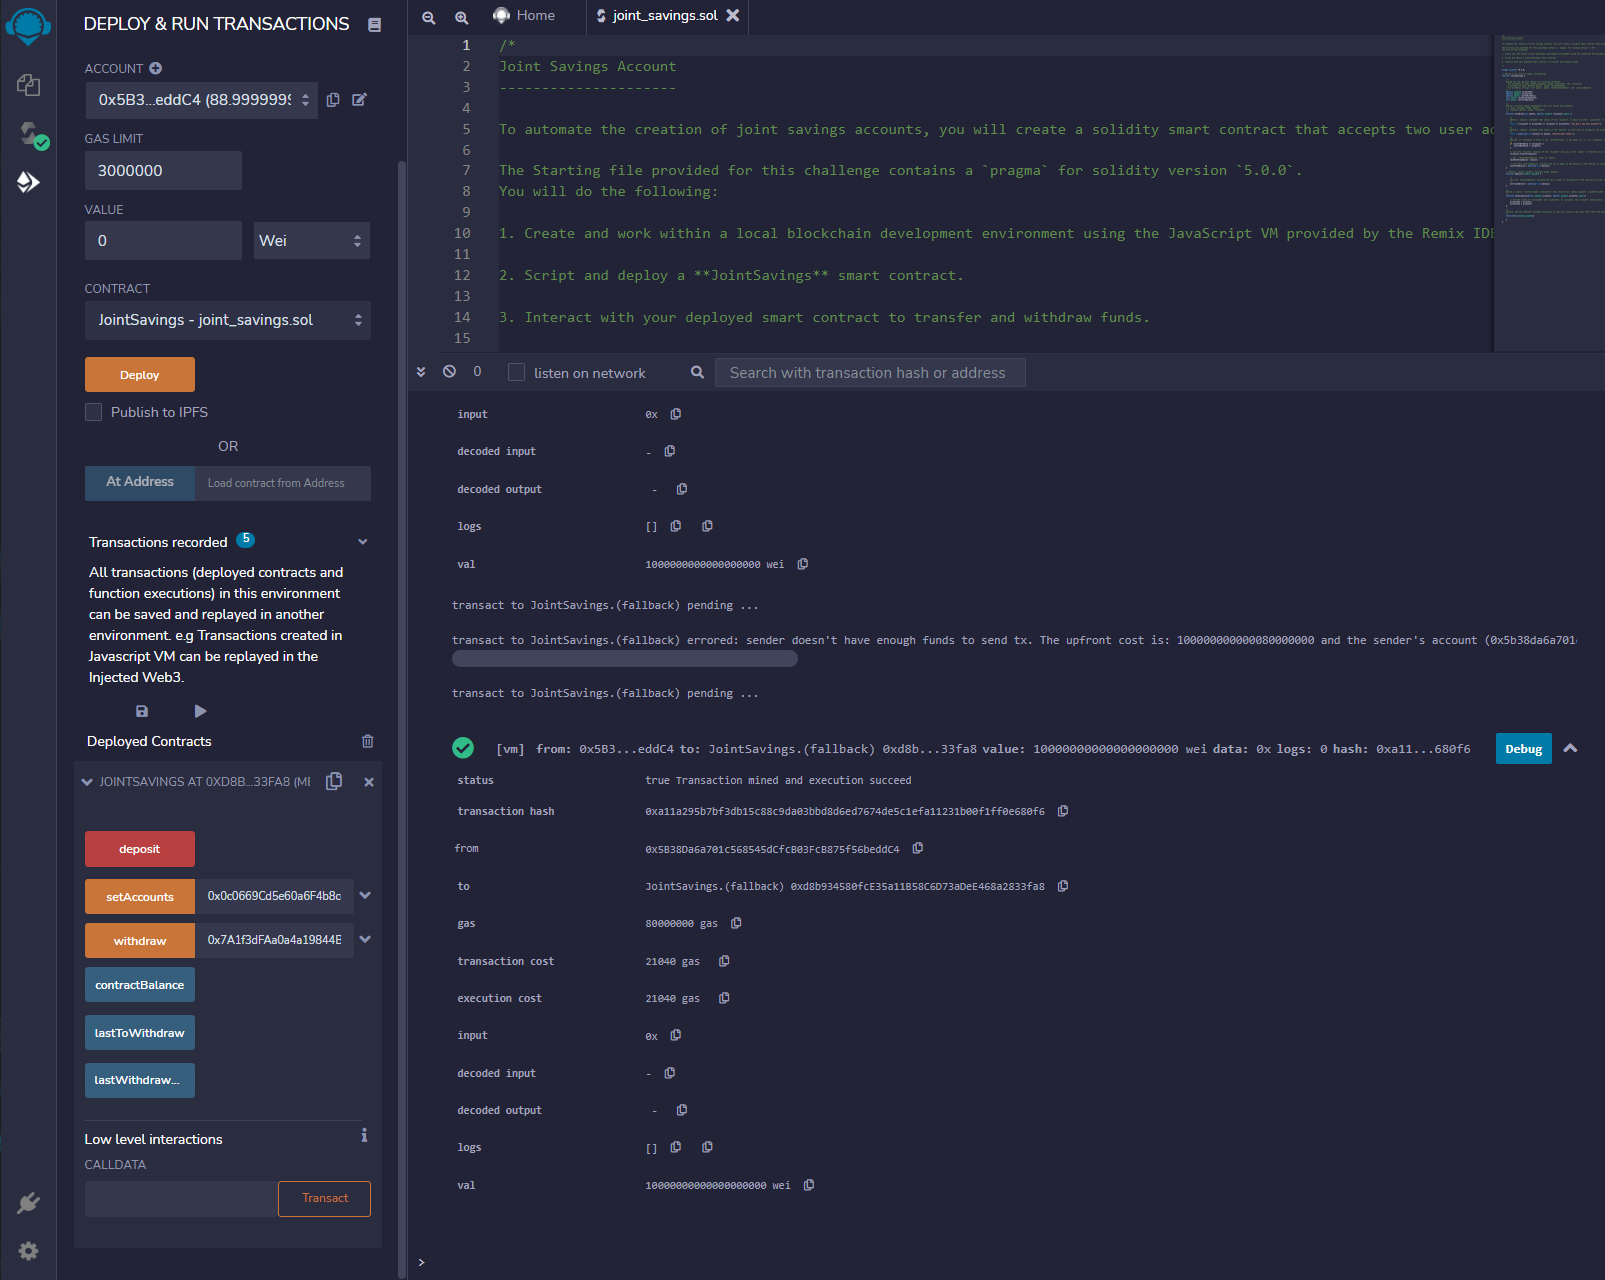 DEPLOY & RUN TRANSACTIONS
ACCOUNT
0x5B3...eddC4 (88.9999999
GAS LIMIT
3000000
VALUE
0
Wei
CONTRACT
JointSavings - joint_savings.sol
Deploy
Publish to IPFS
OR
At Address
Load contract from Address
Transactions recorded 5
All transactions (deployed contracts and
function executions) in this environment
can be saved and replayed in another
environment. e.g Transactions created in
Javascript VM can be replayed in the
Injected Web3.
Deployed Contracts
JOINTSAVINGS AT 0XD8B...33FA8 (ME
deposit
setAccounts
0x0c0669Cd5e60a6F4b8c
withdraw
0x7A1f3dFAa0a4a19844E
contractBalance
lastToWithdraw
lastWithdraw...
Low level interactions
CALLDATA
Transact
Home
joint_savings.sol
1 /*
2 Joint Savings Account
3 ---------------------
4
5 To automate the creation of joint savings accounts, you will create a solidity smart contract that accepts two user ad
6
7 The Starting file provided for this challenge contains a `pragma` for solidity version `5.0.0`.
8 You will do the following:
9
10 1. Create and work within a local blockchain development environment using the JavaScript VM provided by the Remix IDE
11
12 2. Script and deploy a **JointSavings** smart contract.
13
14 3. Interact with your deployed smart contract to transfer and withdraw funds.
15
0
listen on network
Search with transaction hash or address
input 0x
decoded input -
decoded output -
logs []
val 1000000000000000000 wei
transact to JointSavings.(fallback) pending ...
transact to JointSavings.(fallback) errored: sender doesn't have enough funds to send tx. The upfront cost is: 100000000000080000000 and the sender's account (0x5b38da6a701
transact to JointSavings.(fallback) pending ...
[vm] from: 0x5B3...eddC4 to: JointSavings.(fallback) 0xd8b...33fa8 value: 10000000000000000000 wei data: 0x logs: 0 hash: 0xa11...680f6
Debug
status true Transaction mined and execution succeed
transaction hash 0xa11a295b7bf3db15c88c9da03bbd8d6ed7674de5c1efa11231b00f1ff0e680f6
from 0x5B38Da6a701c568545dCfcB03FcB875f56beddC4
to JointSavings.(fallback) 0xd8b934580fcE35a11B58C6D73aDeE468a2833fa8
gas 80000000 gas
transaction cost 21040 gas
execution cost 21040 gas
input 0x
decoded input -
decoded output -
logs []
val 10000000000000000000 wei
>